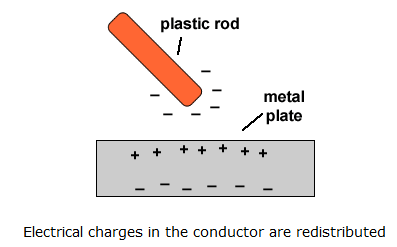 plastic rod
metal
plate
Electrical charges in the conductor are redistributed